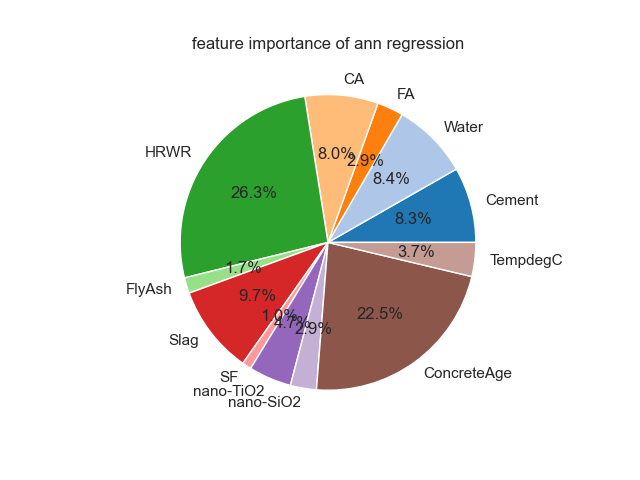 feature importance of ann regression
CA
FA
Water
Cement
TempdegC
ConcreteAge
nano-SiO2
nano-TiO2
SF
Slag
FlyAsh
HRWR
8.0%
2.9%
8.4%
8.3%
3.7%
22.5%
2.9%
4.7%
1.0%
9.7%
1.7%
26.3%